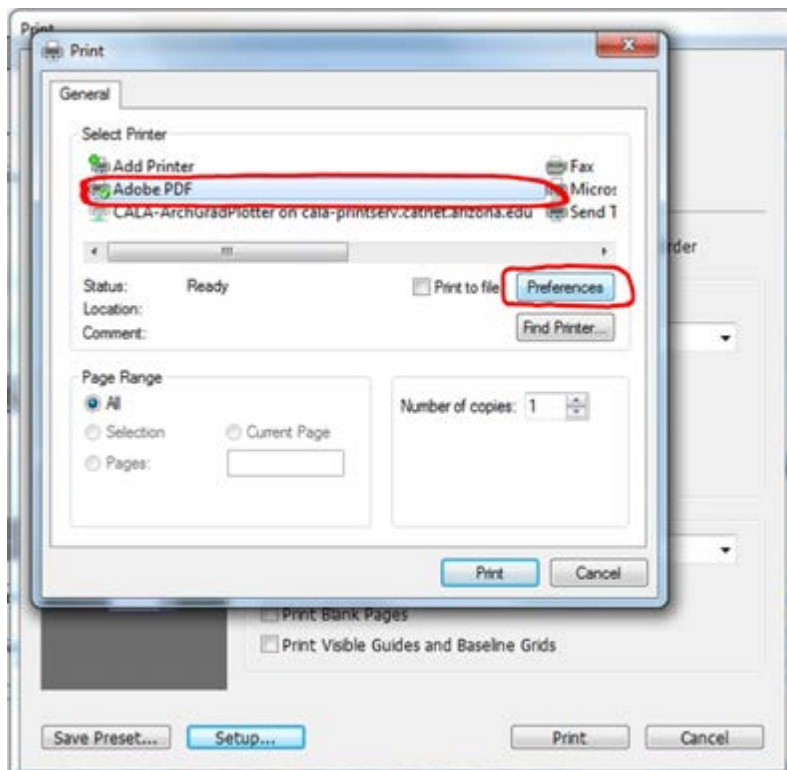 Print
Print
General
Select Printer
Add Printer
Fax
Adobe PDF
Micros
CALA-ArchGradPlotter on cala-printserv.catnet.arizona.edu
Send T
rder
Status: Ready
Print to file
Preferences
Location:
Comment:
Find Printer...
Page Range
All
Number of copies: 1
Selection
Current Page
Pages:
Print
Cancel
Print Blank Pages
Print Visible Guides and Baseline Grids
Save Preset...
Setup...
Print
Cancel